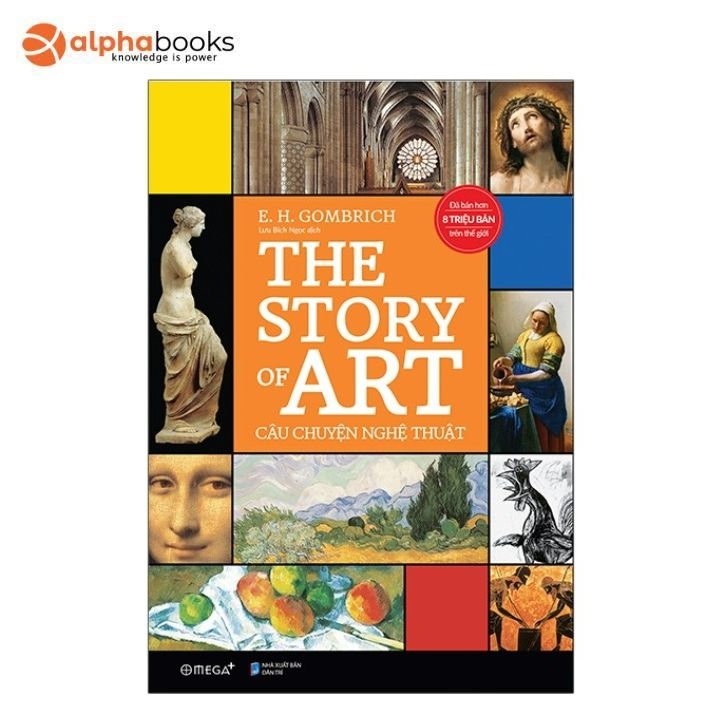 alphabooks
knowledge is power
E. H. GOMBRICH
Lưu Bích Ngọc dịch
Đã bán hơn
8 TRIỆU BẢN
trên thế giới
THE
STORY
OF ART
CÂU CHUYỆN NGHỆ THUẬT
OMEGA+
NHÀ XUẤT BẢN
DÂN TRÍ